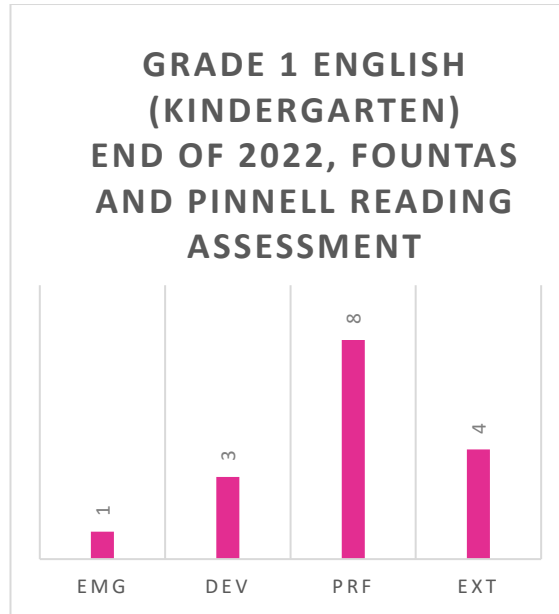 GRADE 1 ENGLISH
(KINDERGARTEN)
END OF 2022, FOUNTAS
AND PINNELL READING
ASSESSMENT
1
3
8
4
EMG
DEV
PRF
EXT